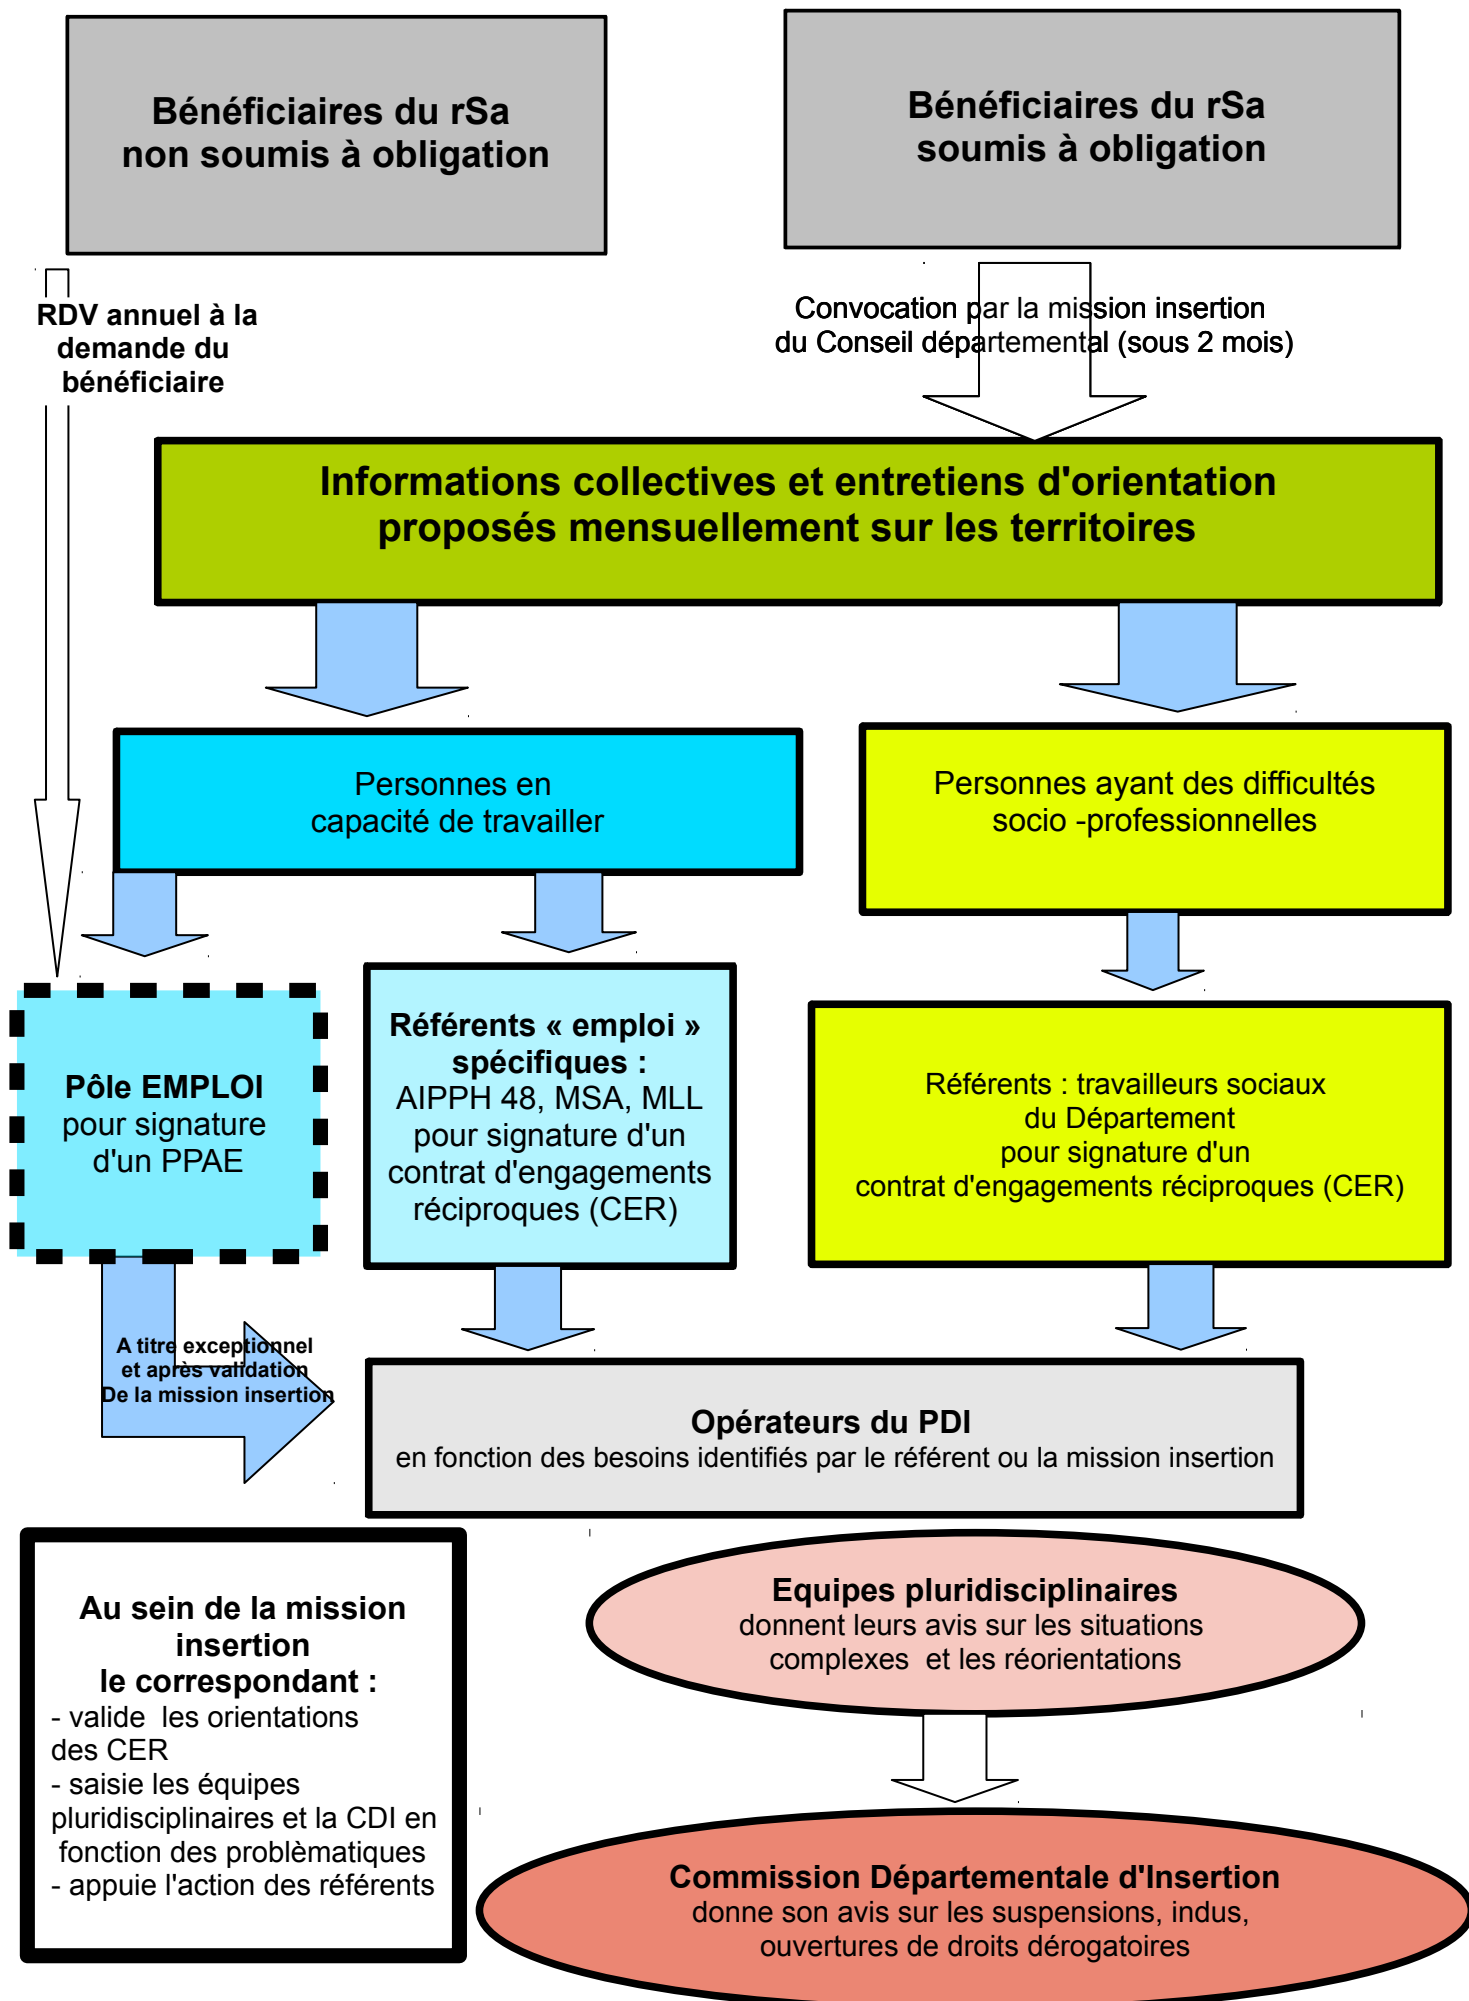 Bénéficiaires du rSa
non soumis à obligation
Bénéficiaires du rSa
soumis à obligation
RDV annuel à la
demande du
bénéficiaire
Convocation par la mission insertion
du Conseil départemental (sous 2 mois)
Informations collectives et entretiens d'orientation
proposés mensuellement sur les territoires
Personnes en
capacité de travailler
Personnes ayant des difficultés
socio -professionnelles
Pôle EMPLOI
pour signature
d'un PPAE
Référents « emploi »
spécifiques :
AIPPH 48, MSA, MLL
pour signature d'un
contrat d'engagements
réciproques (CER)
Référents : travailleurs sociaux
du Département
pour signature d'un
contrat d'engagements réciproques (CER)
A titre exceptionnel
et après validation
De la mission insertion
Opérateurs du PDI
en fonction des besoins identifiés par le référent ou la mission insertion
Au sein de la mission
insertion
le correspondant :
- valide  les orientations
des CER
- saisie les équipes
pluridisciplinaires et la CDI en
fonction des problèmatiques
- appuie l'action des référents
Equipes pluridisciplinaires
donnent leurs avis sur les situations
complexes  et les réorientations
Commission Départementale d'Insertion
donne son avis sur les suspensions, indus,
ouvertures de droits dérogatoires